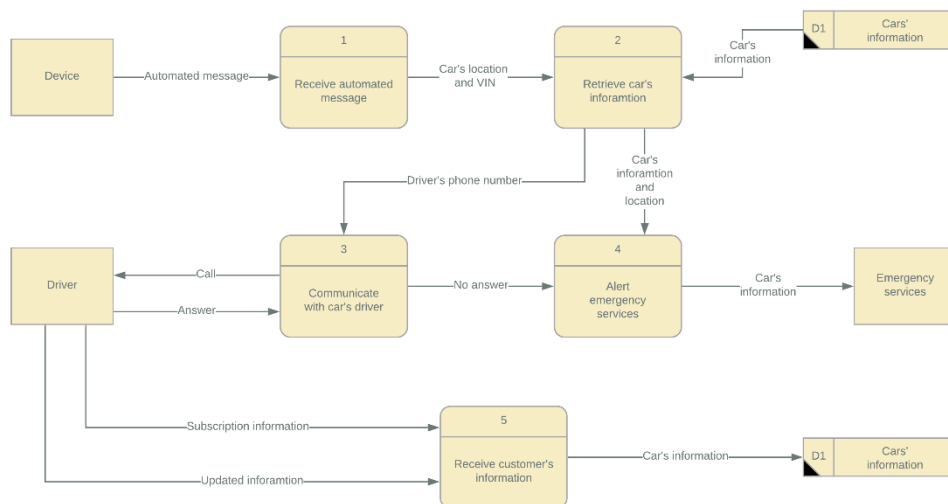 1
2
D1
Cars'
information
Device
Automated message
Receive automated
message
Car's location
and VIN
Retrieve car's
inforamtion
Car's
information
Driver's phone number
Car's
inforamtion
and
location
3
4
Driver
Call
Answer
Communicate
with car's driver
No answer
Alert
emergency
services
Car's
information
Emergency
services
5
Subscription information
Updated inforamtion
Receive customer's
information
Car's information
D1
Cars'
information